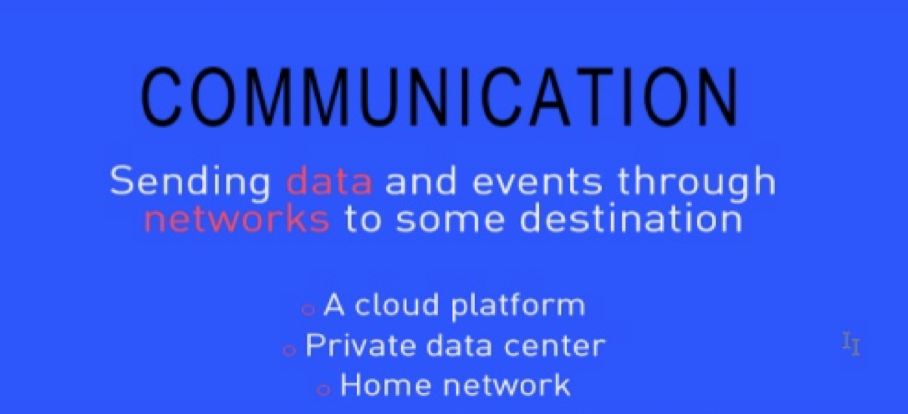 COMMUNICATION
Sending data and events through
networks to some destination
A cloud platform
Private data center
Home network